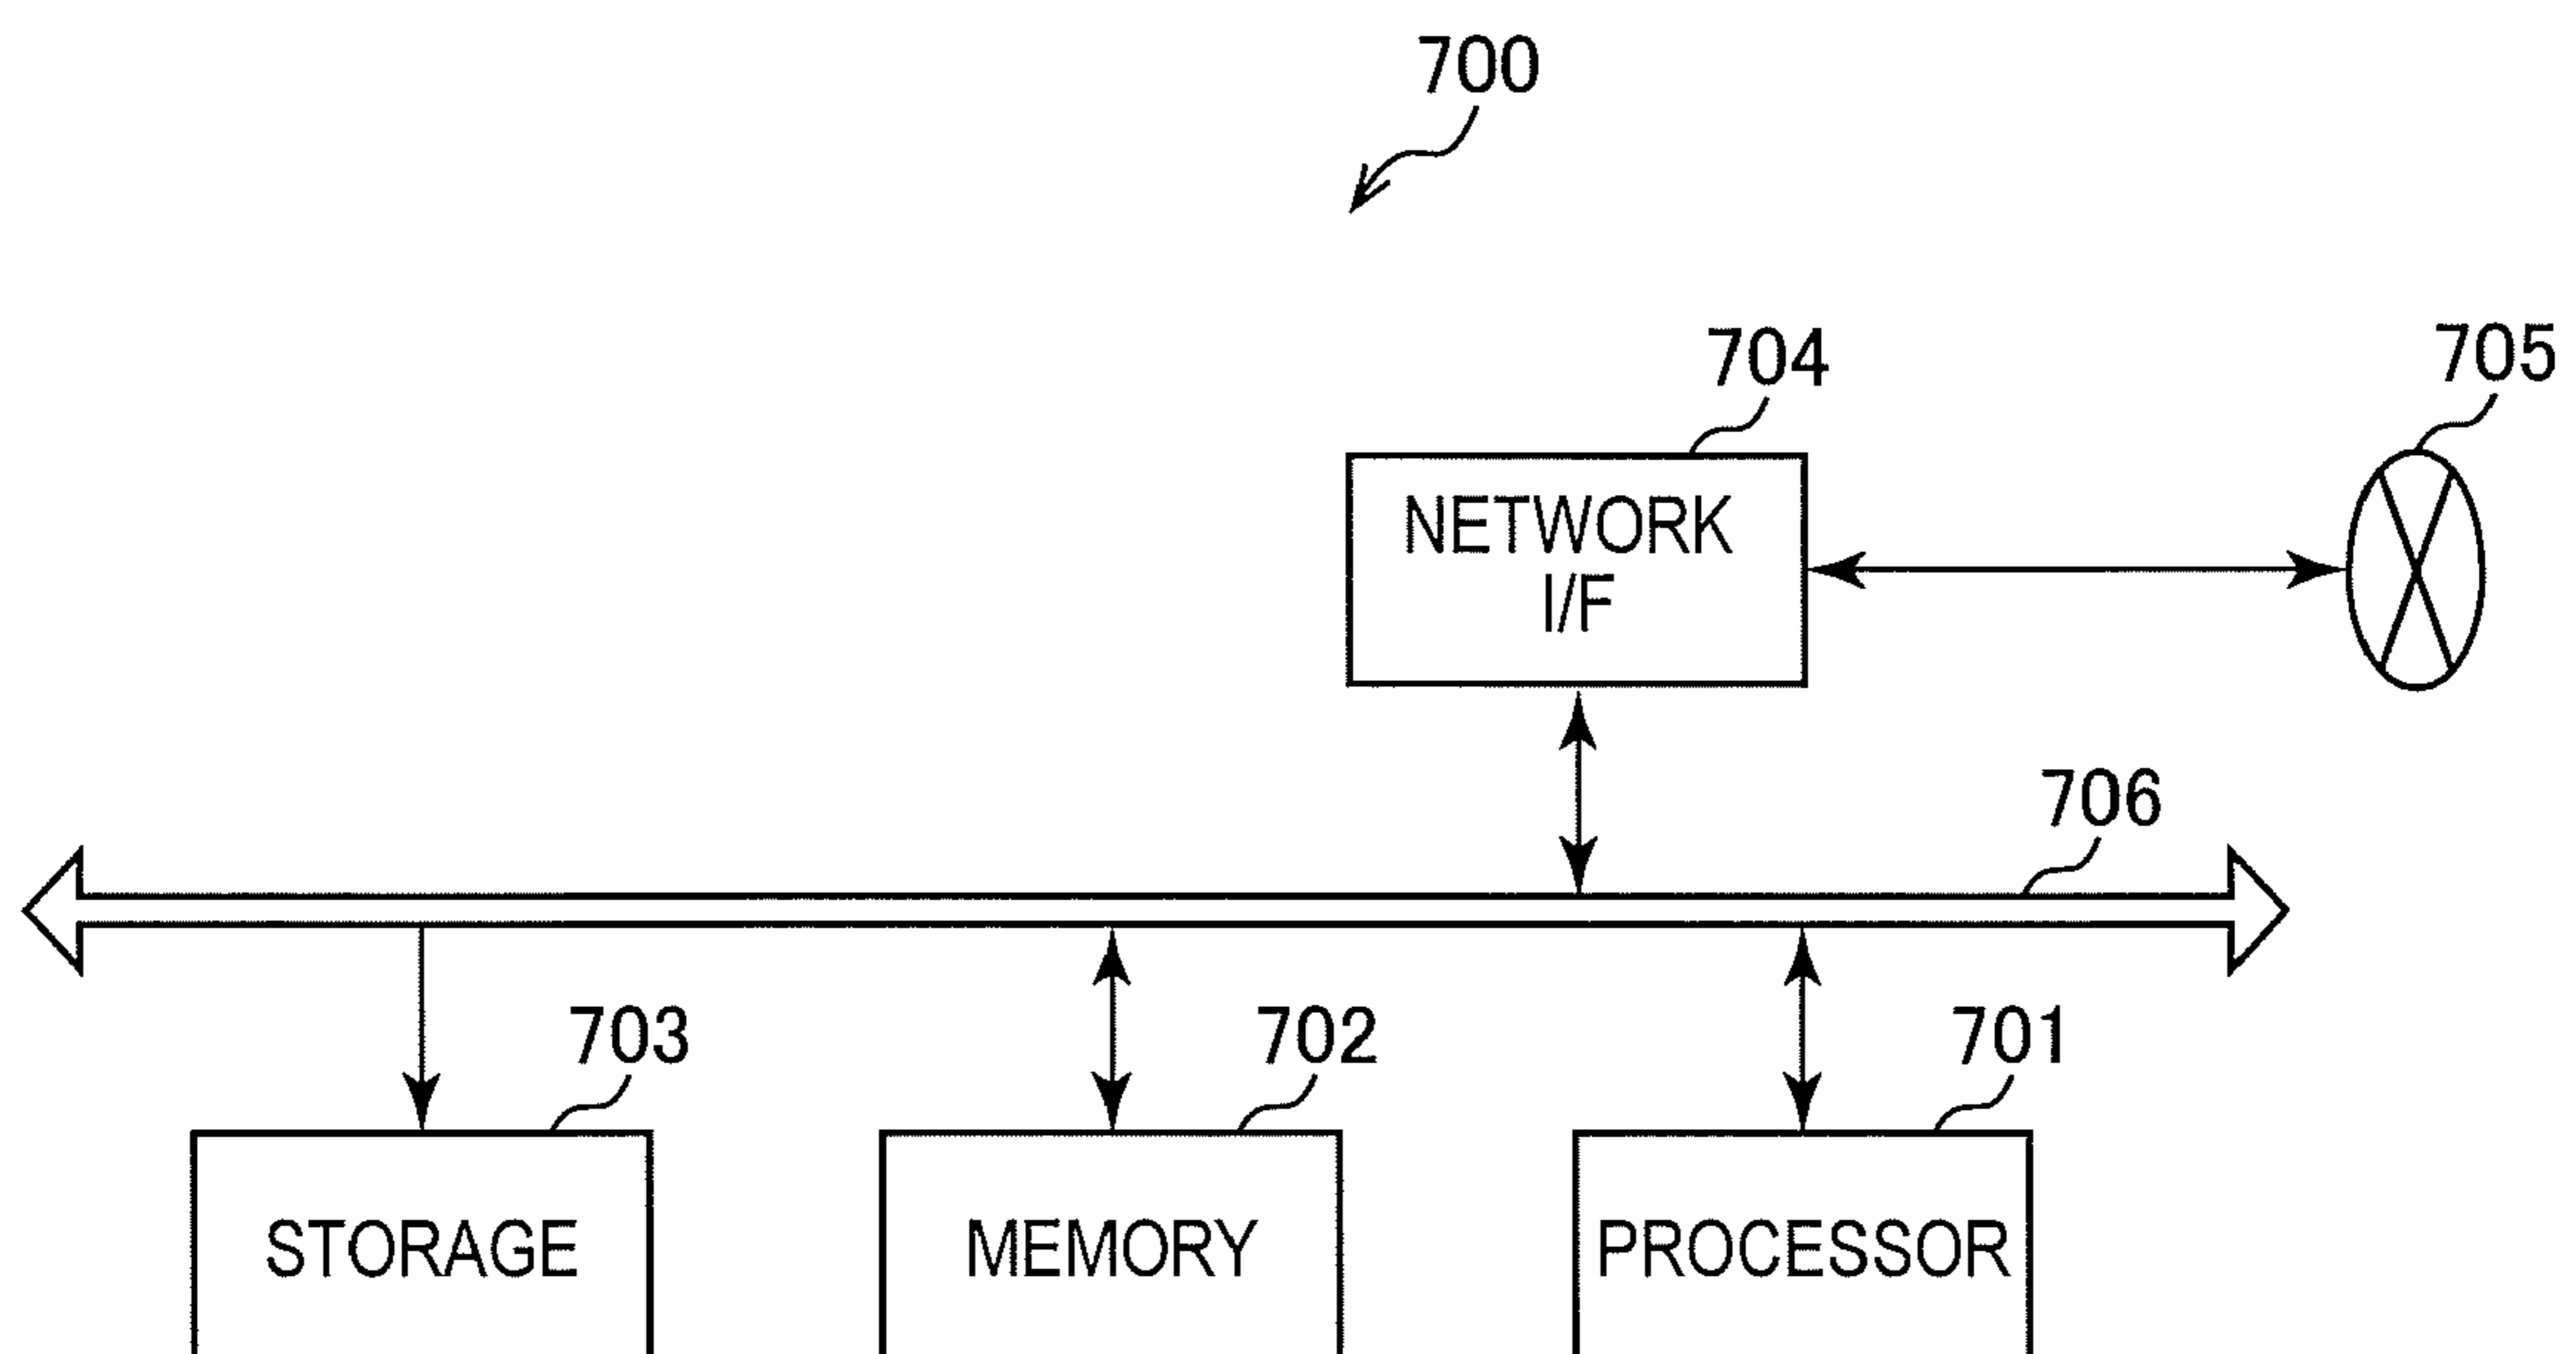 700
704
705
NETWORK
I/F
706
703
702
701
STORAGE
MEMORY
PROCESSOR